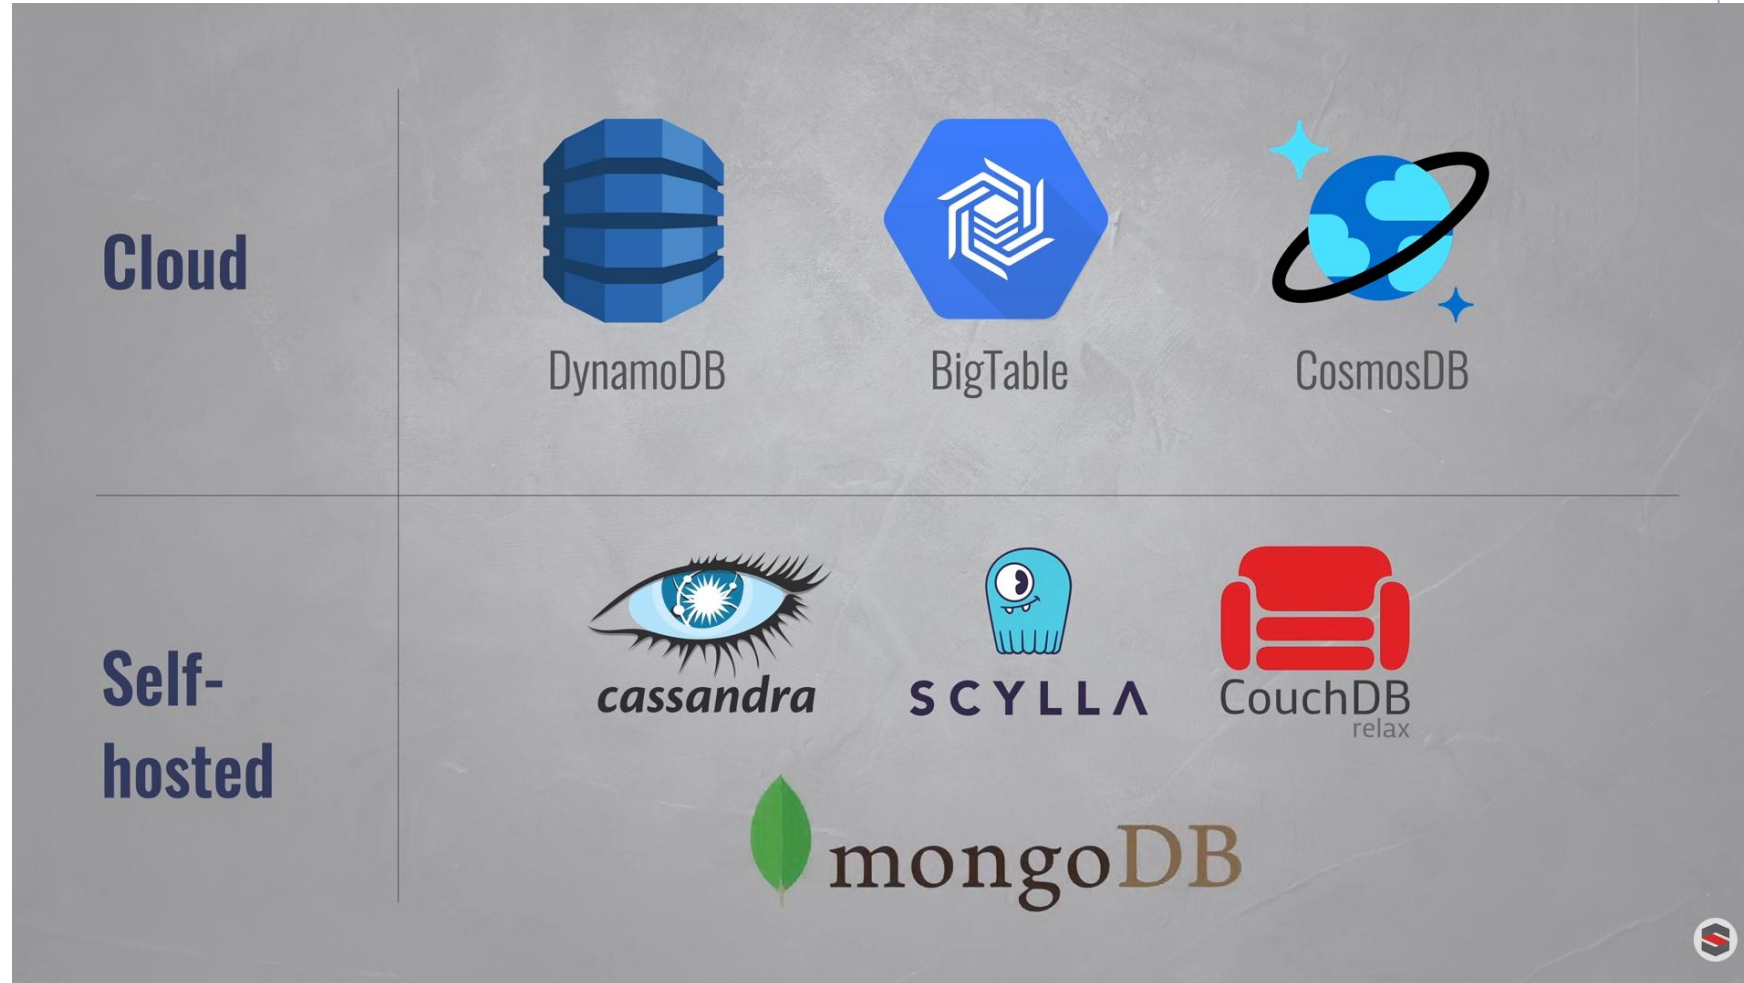 Cloud
DynamoDB
BigTable
CosmosDB
Self-
hosted
cassandra
SCYLLA
CouchDB
relax
mongoDB